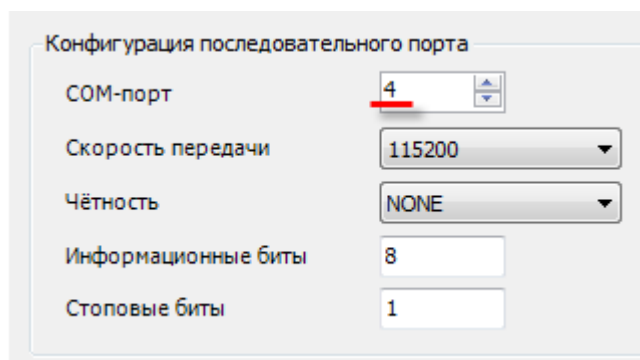 Конфигурация последовательного порта
COM-порт 4
Скорость передачи 115200
Чётность NONE
Информационные биты 8
Стоповые биты 1